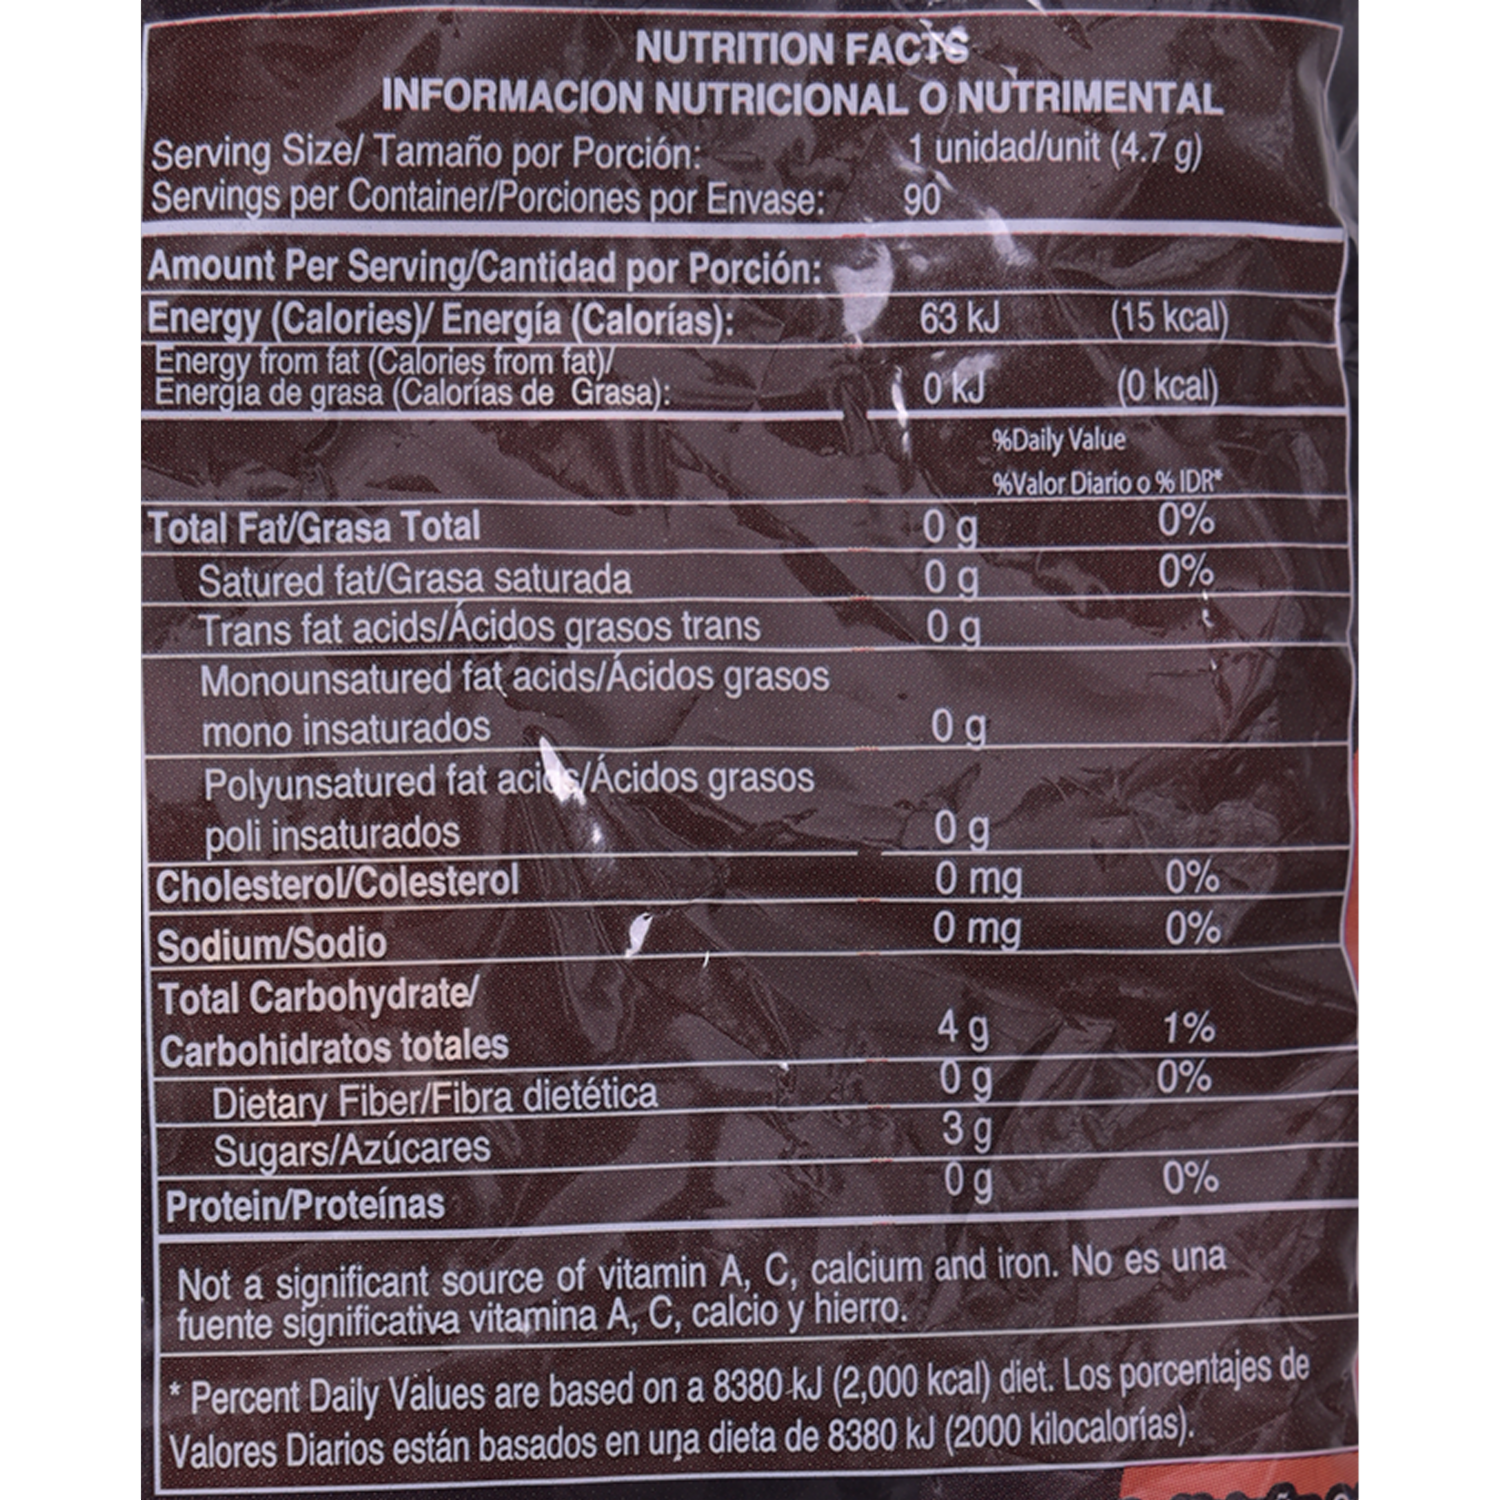 NUTRITION FACTS
INFORMACION NUTRICIONAL O NUTRIMENTAL
Serving Size/ Tamaño por Porción: 1 unidad/unit (4.7 g)
Servings per Container/Porciones por Envase: 90
Amount Per Serving/Cantidad por Porción:
Energy (Calories)/ Energía (Calorías): 63 kJ (15 kcal)
Energy from fat (Calories from fat)/
Energía de grasa (Calorías de Grasa): 0 kJ (0 kcal)
%Daily Value
%Valor Diario o % IDR*
Total Fat/Grasa Total 0 g 0%
Satured fat/Grasa saturada 0 g 0%
Trans fat acids/Ácidos grasos trans 0 g
Monounsatured fat acids/Ácidos grasos
mono insaturados 0 g
Polyunsatured fat acids/Ácidos grasos
poli insaturados 0 g
Cholesterol/Colesterol 0 mg 0%
Sodium/Sodio 0 mg 0%
Total Carbohydrate/
Carbohidratos totales 4 g 1%
Dietary Fiber/Fibra dietética 0 g 0%
Sugars/Azúcares 3 g
Protein/Proteínas 0 g 0%
Not a significant source of vitamin A, C, calcium and iron. No es una
fuente significativa vitamina A, C, calcio y hierro.
* Percent Daily Values are based on a 8380 kJ (2,000 kcal) diet. Los porcentajes de
Valores Diarios están basados en una dieta de 8380 kJ (2000 kilocalorías).